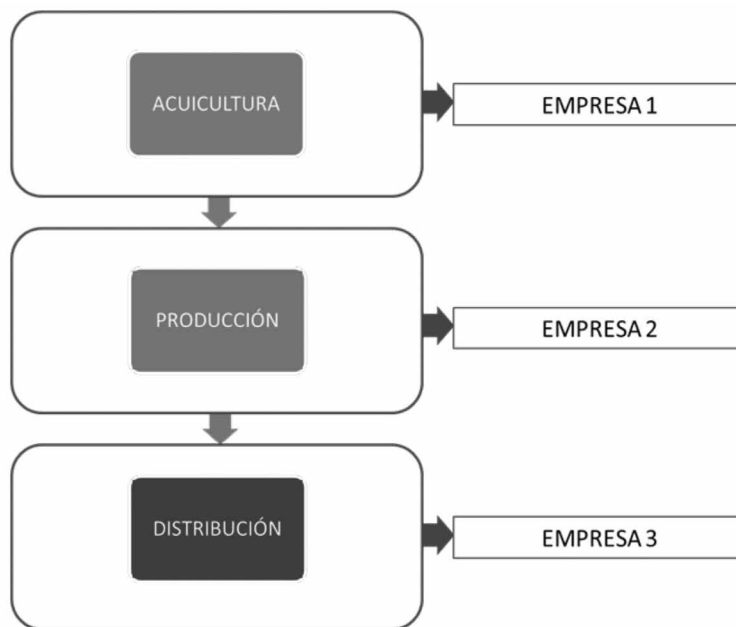 ACUICULTURA
EMPRESA 1
PRODUCCIÓN
EMPRESA 2
DISTRIBUCIÓN
EMPRESA 3